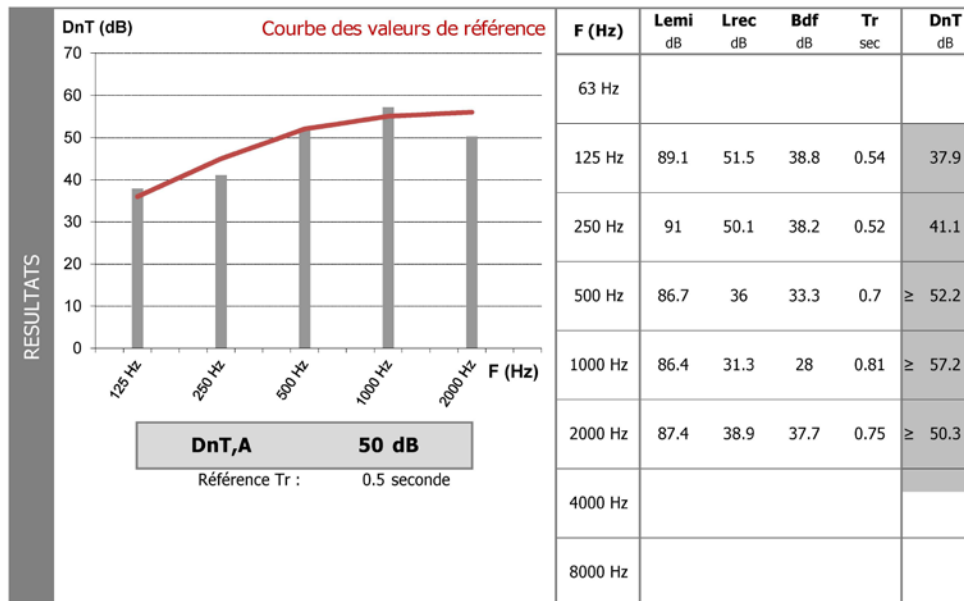 RESULTATS
DnT (dB)
Courbe des valeurs de référence
70
60
50
40
30
20
10
0
125 Hz
250 Hz
500 Hz
1000 Hz
2000 Hz
F (Hz)
DnT,A 50 dB
Référence Tr : 0.5 seconde
F (Hz) Lemi Lrec Bdf Tr DnT
dB dB dB sec dB
63 Hz
125 Hz 89.1 51.5 38.8 0.54 37.9
250 Hz 91 50.1 38.2 0.52 41.1
500 Hz 86.7 36 33.3 0.7 ≥ 52.2
1000 Hz 86.4 31.3 28 0.81 ≥ 57.2
2000 Hz 87.4 38.9 37.7 0.75 ≥ 50.3
4000 Hz
8000 Hz